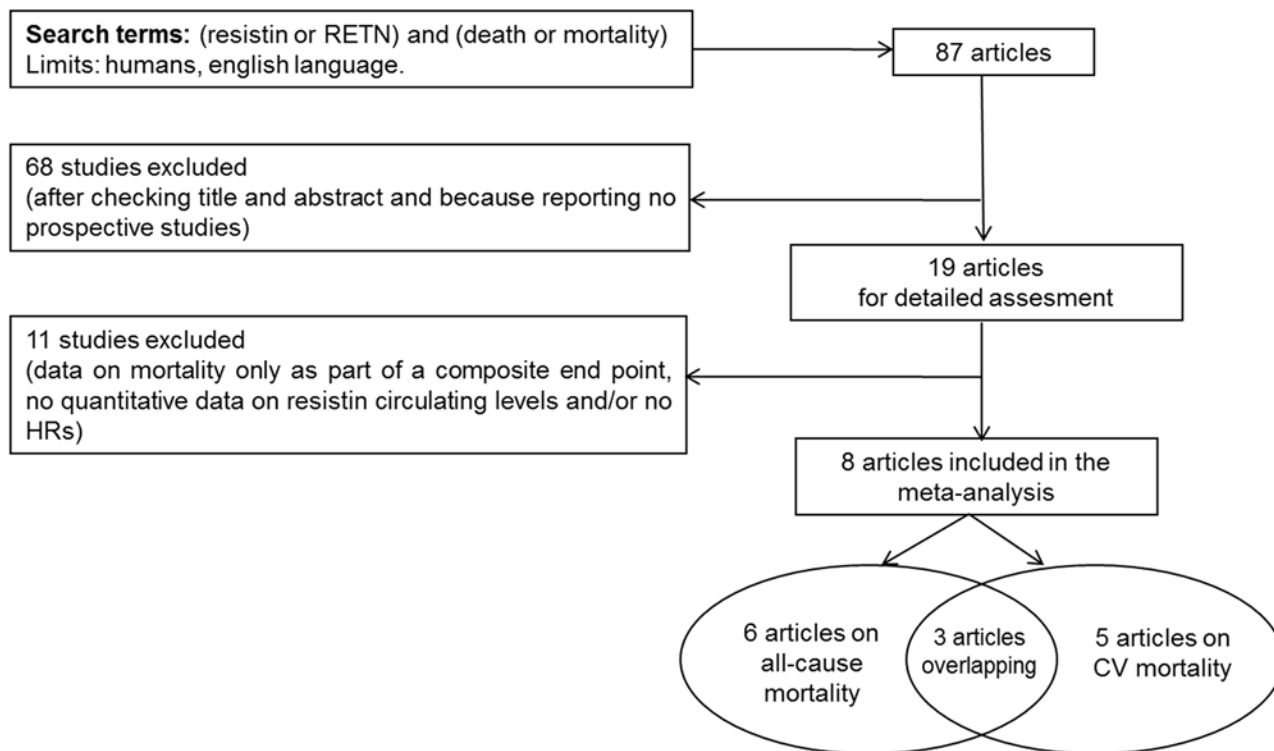 Search terms: (resistin or RETN) and (death or mortality)
Limits: humans, english language.
87 articles
68 studies excluded
(after checking title and abstract and because reporting no
prospective studies)
19 articles
for detailed assesment
11 studies excluded
(data on mortality only as part of a composite end point,
no quantitative data on resistin circulating levels and/or no
HRs)
8 articles included in the
meta-analysis
6 articles on
all-cause
mortality
3 articles
overlapping
5 articles on
CV mortality